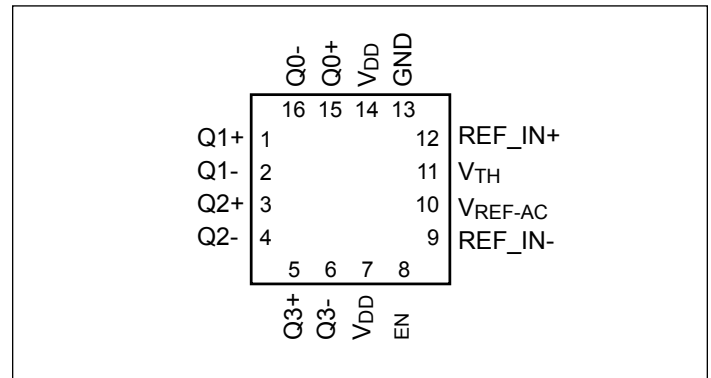 Q0- Q0+ VDD GND
16 15 14 13
Q1+ 1 12 REF_IN+
Q1- 2 11 VTH
Q2+ 3 10 VREF-AC
Q2- 4 9 REF_IN-
5 6 7 8
Q3+ Q3- VDD EN